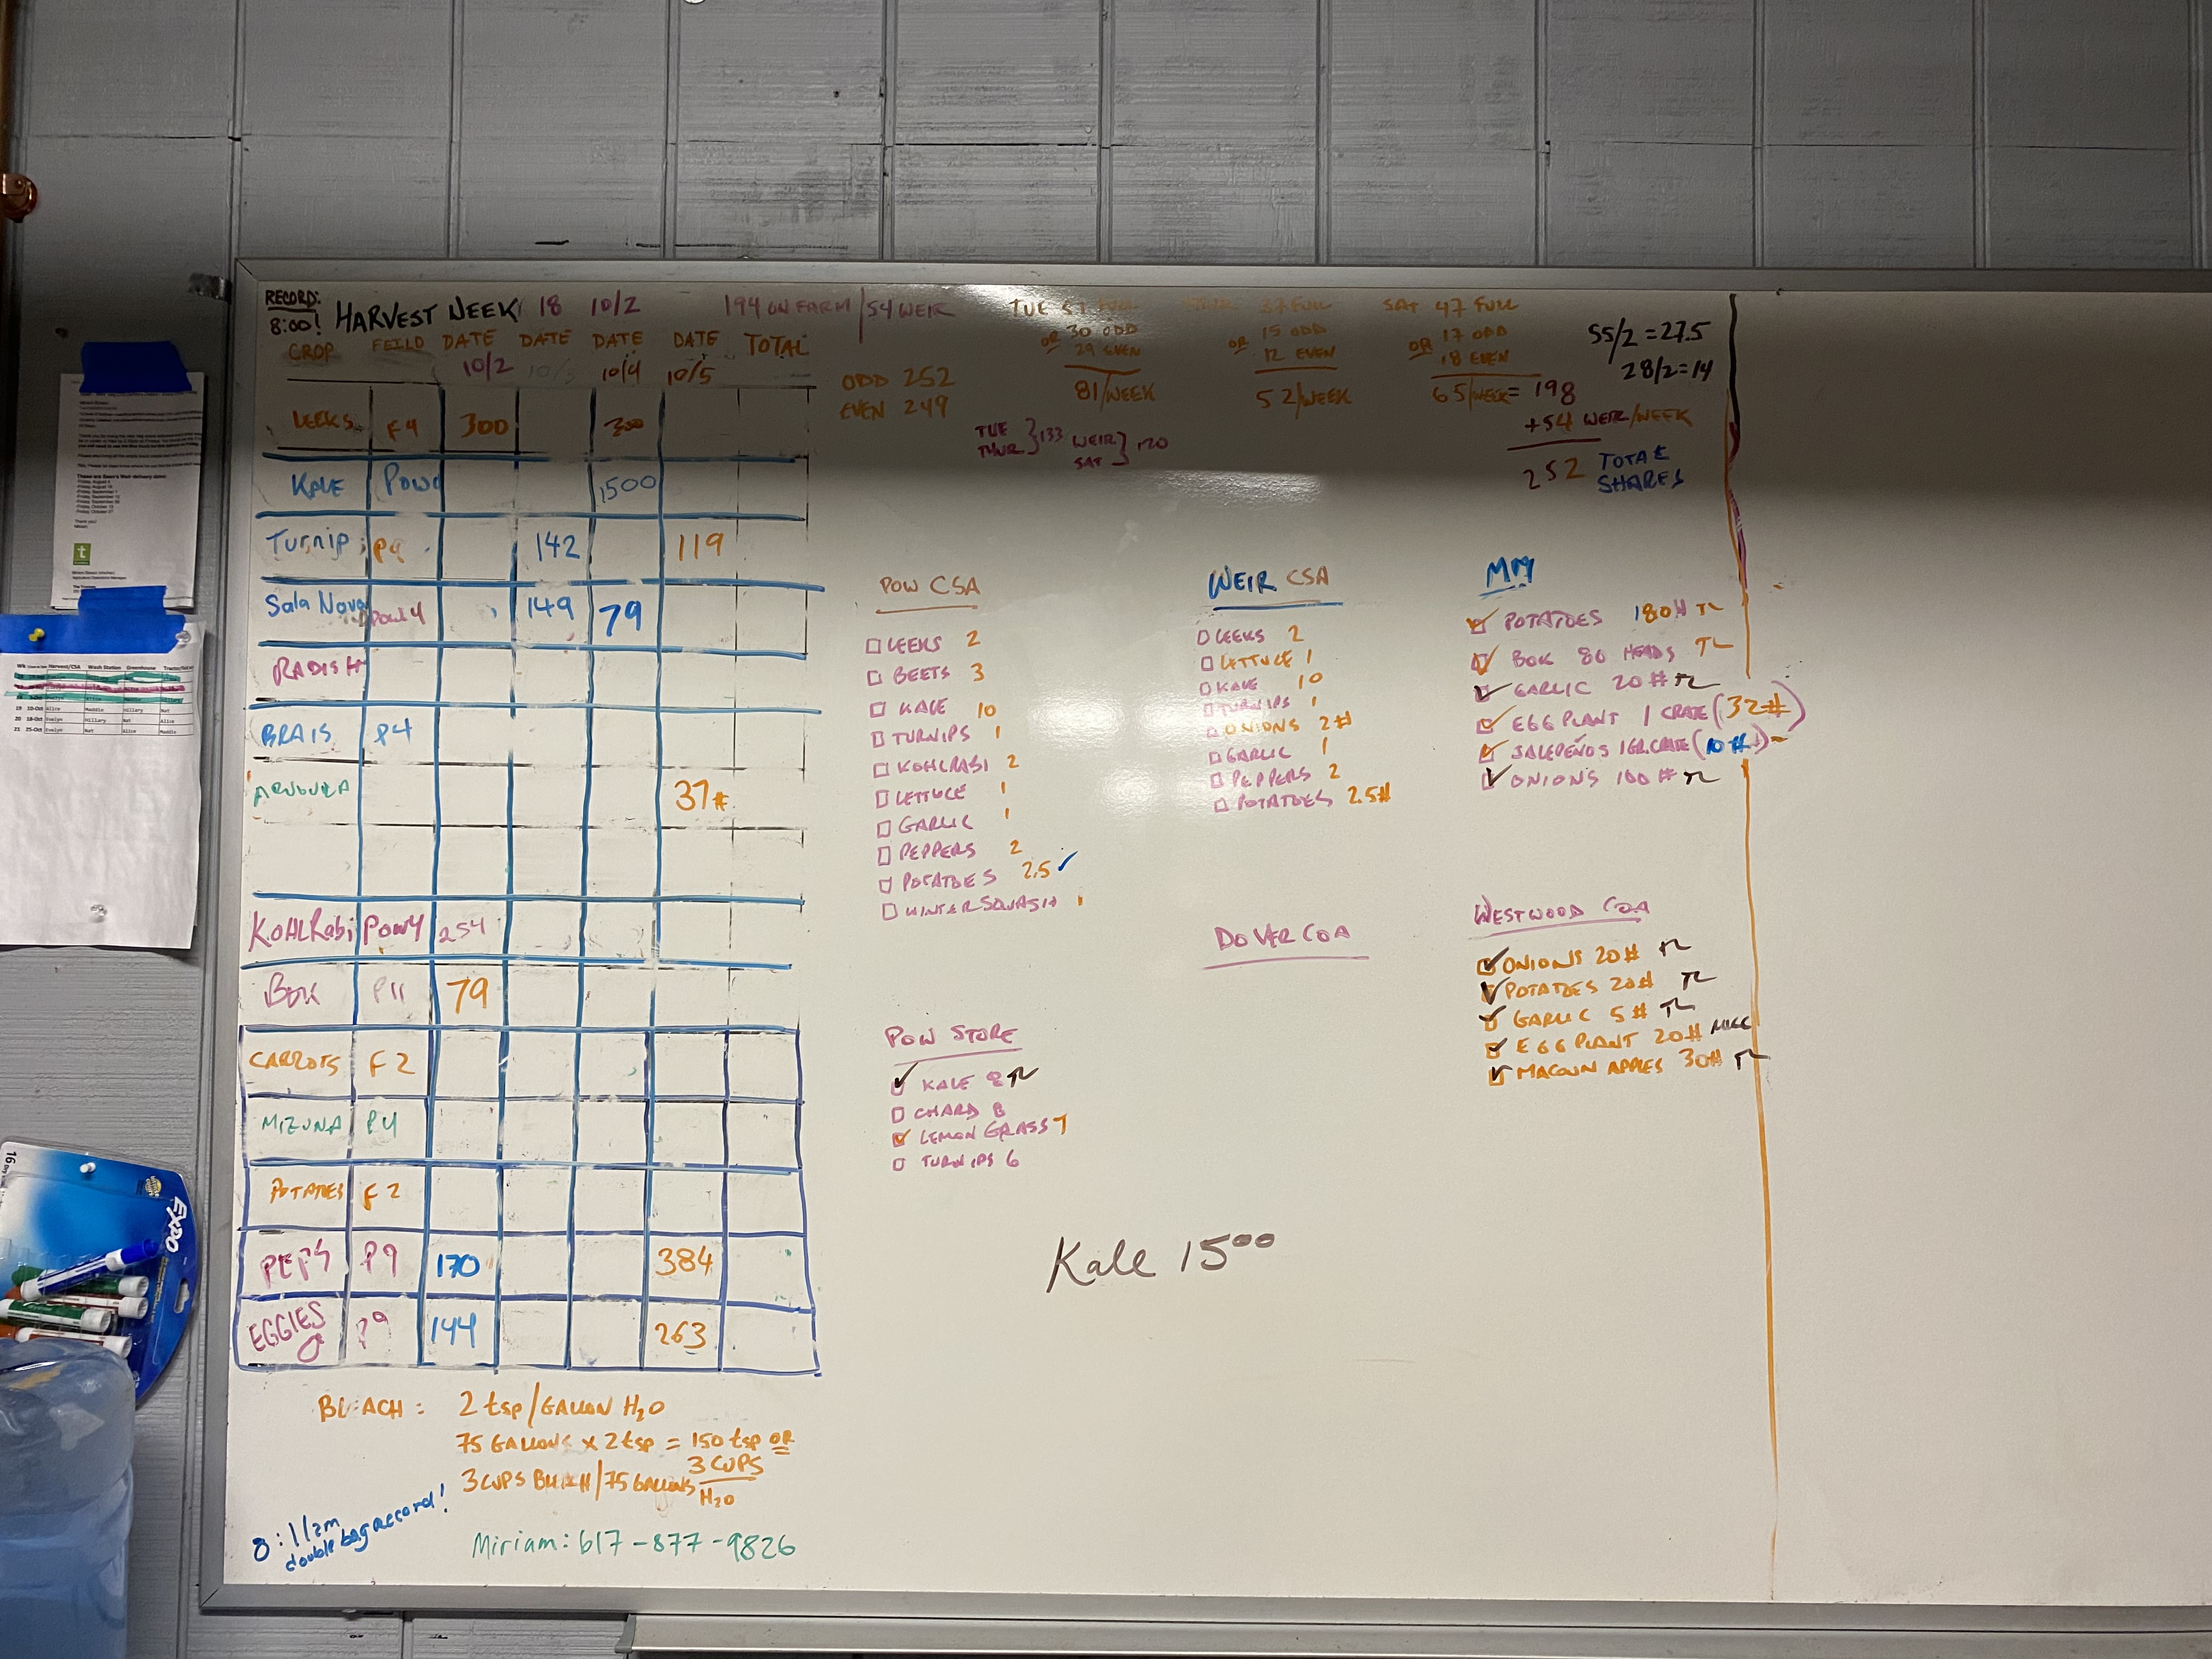 RECORD:
8:00!
HARVEST WEEK 18 10/2 194 ON FARM / 54 WEIR
CROP FEILD DATE DATE DATE DATE TOTAL
10/2 10/4 10/5
LEEKS F4 300 300
KALE POW 1500
Turnip P4 142 119
Sala Nova Pow 4 149 79
RADISH
BRAIS P4
ARUGULA 37#
KOHLRabi POW4 254
BOK P11 79
CARROTS F2
MIZUNA P4
POTATOES F2
PEPS P9 170 384
EGGIES P9 144 263
BLEACH: 2 tsp/GALLON H2O
75 GALLONS x 2 tsp = 150 tsp OR
3 CUPS BLEACH/75 GALLONS 3 CUPS
H2O
8:11/2m
double bag record!
Miriam: 617-877-9826
ODD 252
EVEN 249
TUE 51 FULL
OR 30 ODD
29 EVEN
81/WEEK
37 FULL
OR 15 ODD
12 EVEN
52/WEEK
SAT 47 FULL
OR 17 ODD
18 EVEN
65/WEEK = 198
+54 WEIR/WEEK
252 TOTAL
SHARES
55/2 = 27.5
28/2 = 14
TUE
THUR } 133
WEIR
SAT } 120
POW CSA
LEEKS 2
BEETS 3
KALE 10
TURNIPS 1
KOHLRABI 2
LETTUCE 1
GARLIC 1
PEPPERS 2
POTATOES 2.5 ✓
WINTER SQUASH 1
WEIR CSA
LEEKS 2
LETTUCE 1
KALE 10
TURNIPS 1
ONIONS 2#
GARLIC 1
PEPPERS 2
POTATOES 2.5#
MM
POTATOES 180# TL
BOK 80 HEADS TL
GARLIC 20# TL
EGG PLANT 1 CRATE (32#)
JALEPEÑOS 1 GR. CRATE (10#)
ONIONS 100# TL
DOVER COA
WESTWOOD COA
ONIONS 20# TL
POTATOES 20# TL
GARLIC 5# TL
EGG PLANT 20#
MACOUN APPLES 30# TL
POW STORE
KALE 8 TL
CHARD 8
LEMON GRASS 7
TURNIPS 6
Kale 1500
EXPO
16